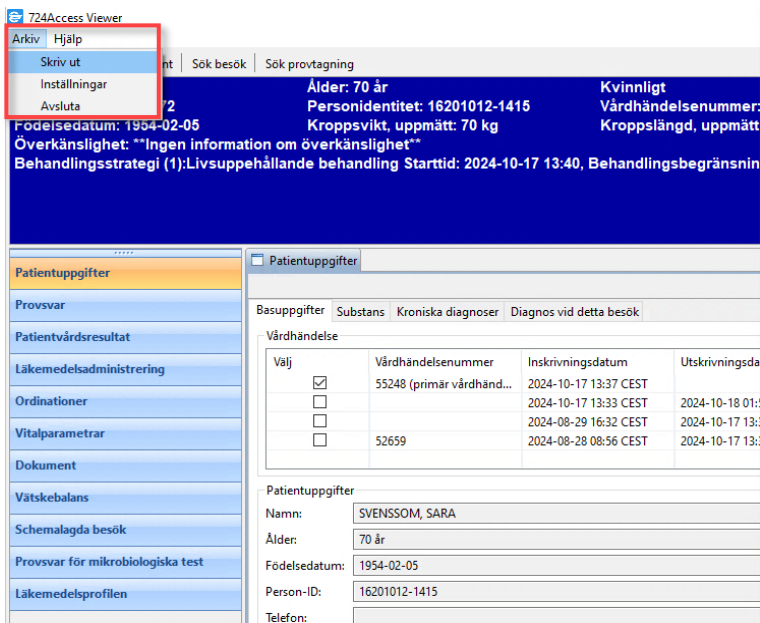 724Access Viewer
Arkiv Hjälp
Skriv ut
Inställningar
Avsluta
nt Sök besök Sök provtagning
Ålder: 70 år Kvinnligt
72 Personidentitet: 16201012-1415 Vårdhändelsenummer:
Födelsedatum: 1954-02-05 Kroppsvikt, uppmätt: 70 kg Kroppslängd, uppmätt
Överkänslighet: **Ingen information om överkänslighet**
Behandlingsstrategi (1):Livsuppehållande behandling Starttid: 2024-10-17 13:40, Behandlingsbegränsnin
Patientuppgifter
Provsvar
Patientvårdsresultat
Läkemedelsadministrering
Ordinationer
Vitalparametrar
Dokument
Vätskebalans
Schemalagda besök
Provsvar för mikrobiologiska test
Läkemedelsprofilen
Patientuppgifter
Basuppgifter Substans Kroniska diagnoser Diagnos vid detta besök
Vårdhändelse
Välj Vårdhändelsenummer Inskrivningsdatum Utskrivningsda
55248 (primär vårdhänd... 2024-10-17 13:37 CEST
2024-10-17 13:33 CEST 2024-10-18 01:5
2024-08-29 16:32 CEST 2024-10-17 13:3
52659 2024-08-28 08:56 CEST 2024-10-17 13:3
Patientuppgifter
Namn: SVENSSOM, SARA
Ålder: 70 år
Födelsedatum: 1954-02-05
Person-ID: 16201012-1415
Telefon: